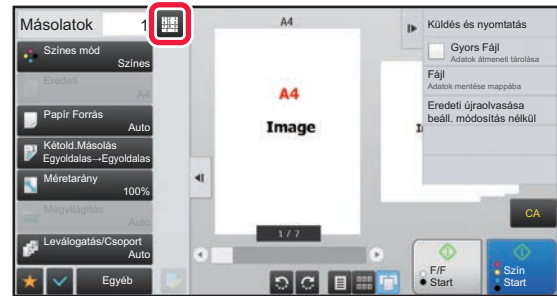 Másolatok 1
Színes mód
Színes
Eredeti
A4
Papír Forrás
Auto
Kétold.Másolás
Egyoldalas→Egyoldalas
Méretarány
100%
Megvilágítás
Auto
Leválogatás/Csoport
Auto
Egyéb
A4
A4
Image
1 / 7
Küldés és nyomtatás
Gyors Fájl
Adatok átmeneti tárolása
Fájl
Adatok mentése mappába
Eredeti újraolvasása
beáll. módosítás nélkül
CA
F/F
Start
Szín
Start